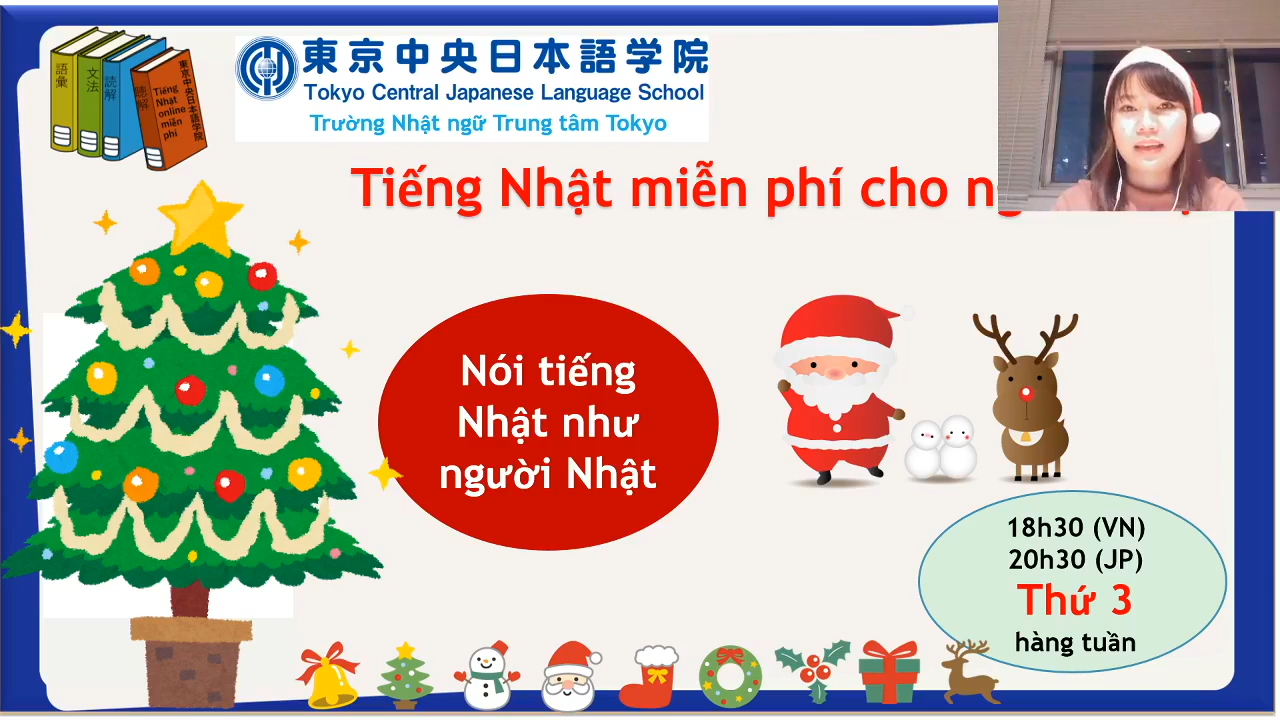 語彙
文法
読解
聴解
Tiếng
Nhật
online
miễn
phí
東京中央日本語学院
東京中央日本語学院
Tokyo Central Japanese Language School
Trường Nhật ngữ Trung tâm Tokyo
Tiếng Nhật miễn phí cho
Nói tiếng
Nhật như
người Nhật
18h30 (VN)
20h30 (JP)
Thứ 3
hàng tuần